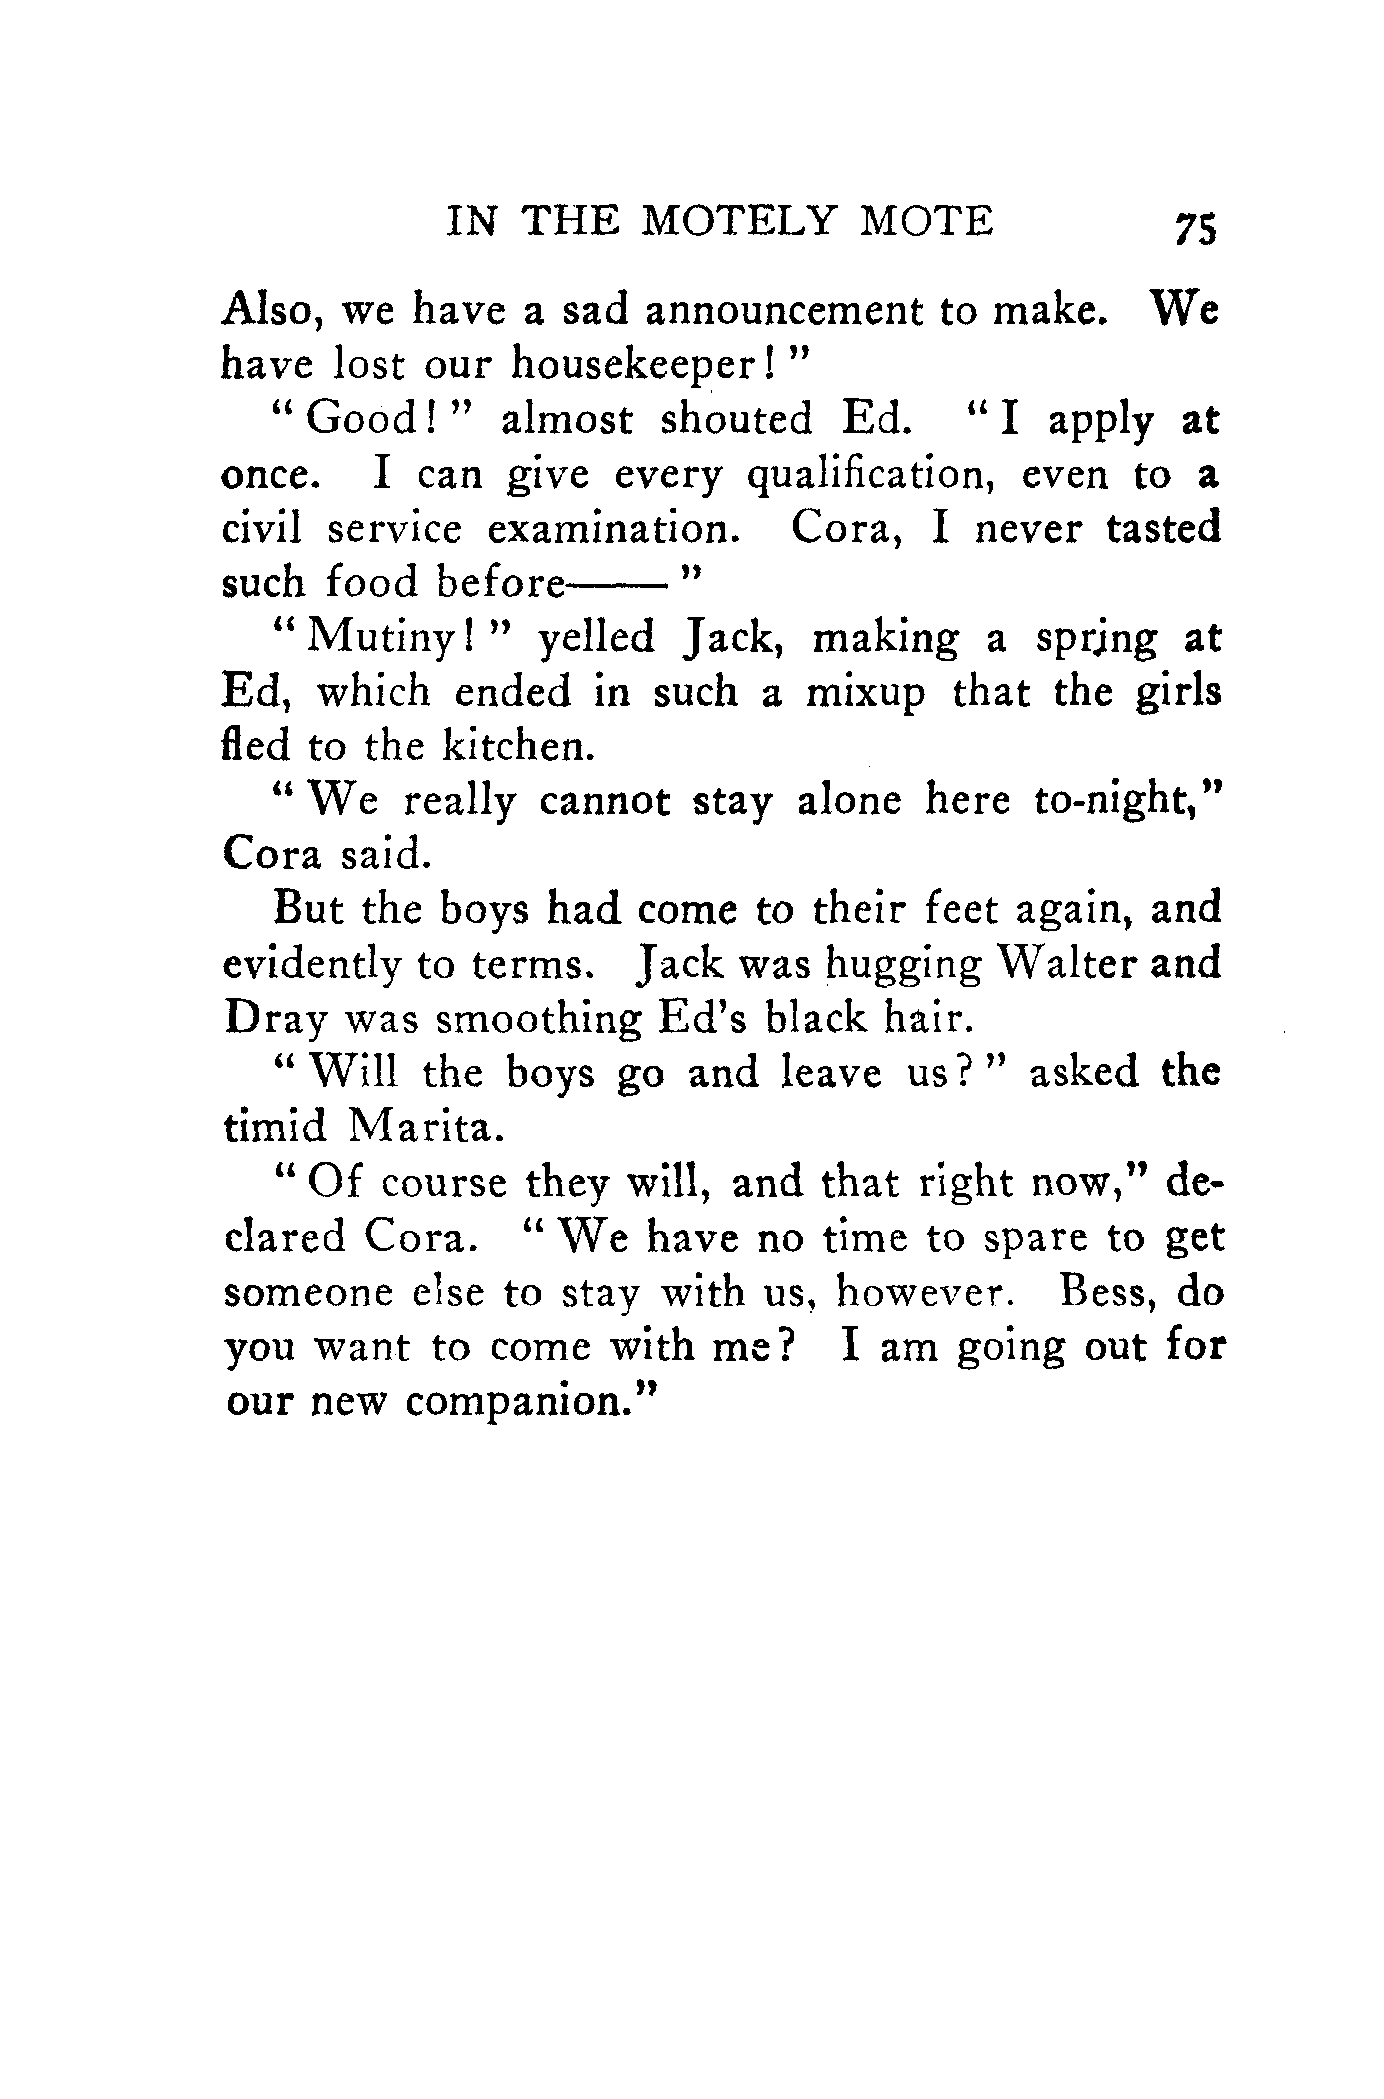 IN THE MOTELY MOTE 75
Also, we have a sad announcement to make. We
have lost our housekeeper!"
"Good!" almost shouted Ed. "I apply at
once. I can give every qualification, even to a
civil service examination. Cora, I never tasted
such food before——"
"Mutiny!" yelled Jack, making a spring at
Ed, which ended in such a mixup that the girls
fled to the kitchen.
"We really cannot stay alone here to-night,"
Cora said.
But the boys had come to their feet again, and
evidently to terms. Jack was hugging Walter and
Dray was smoothing Ed's black hair.
"Will the boys go and leave us?" asked the
timid Marita.
"Of course they will, and that right now," de-
clared Cora. "We have no time to spare to get
someone else to stay with us, however. Bess, do
you want to come with me? I am going out for
our new companion."